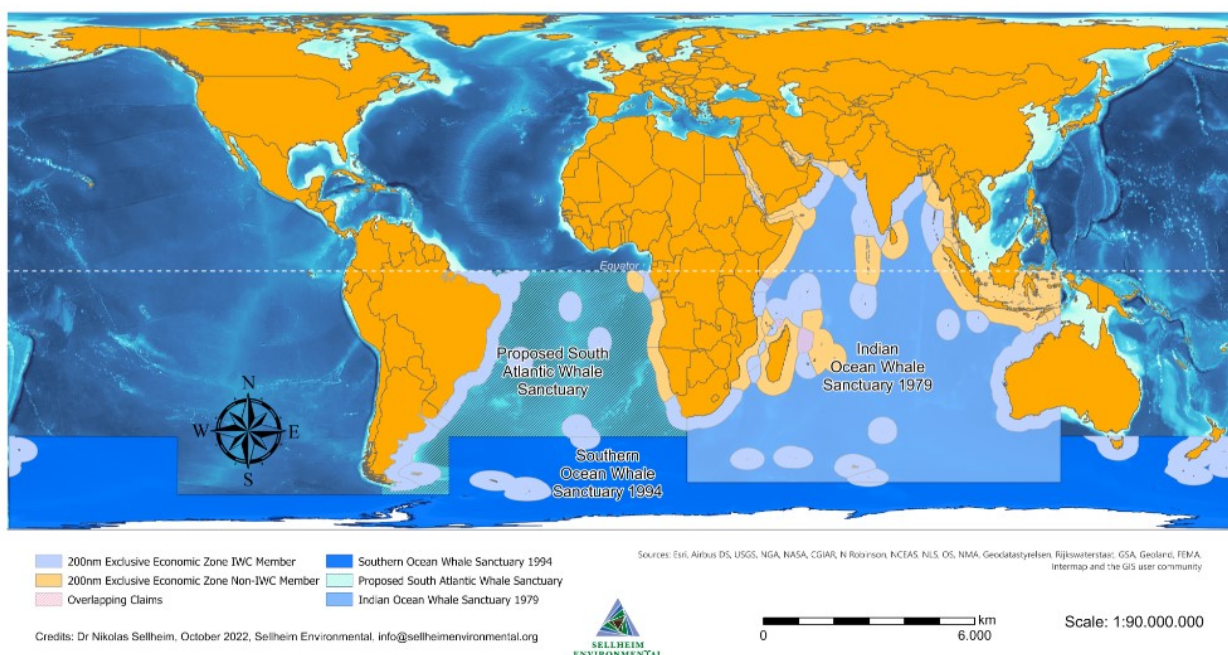 Equator
Proposed South
Atlantic Whale
Sanctuary
Indian
Ocean Whale
Sanctuary 1979
N
W E
S
Southern
Ocean Whale
Sanctuary 1994
200nm Exclusive Economic Zone IWC Member
200nm Exclusive Economic Zone Non-IWC Member
Overlapping Claims
Southern Ocean Whale Sanctuary 1994
Proposed South Atlantic Whale Sanctuary
Indian Ocean Whale Sanctuary 1979
Sources: Esri, Airbus DS, USGS, NGA, NASA, CGIAR, N Robinson, NCEAS, NLS, OS, NMA, Geodatastyrelsen, Rijkswaterstaat, GSA, Geoland, FEMA,
Intermap and the GIS user community
Credits: Dr Nikolas Sellheim, October 2022, Sellheim Environmental, info@sellheimenvironmental.org
SELLHEIM
ENVIRONMENTAL
km
0 6.000
Scale: 1:90.000.000